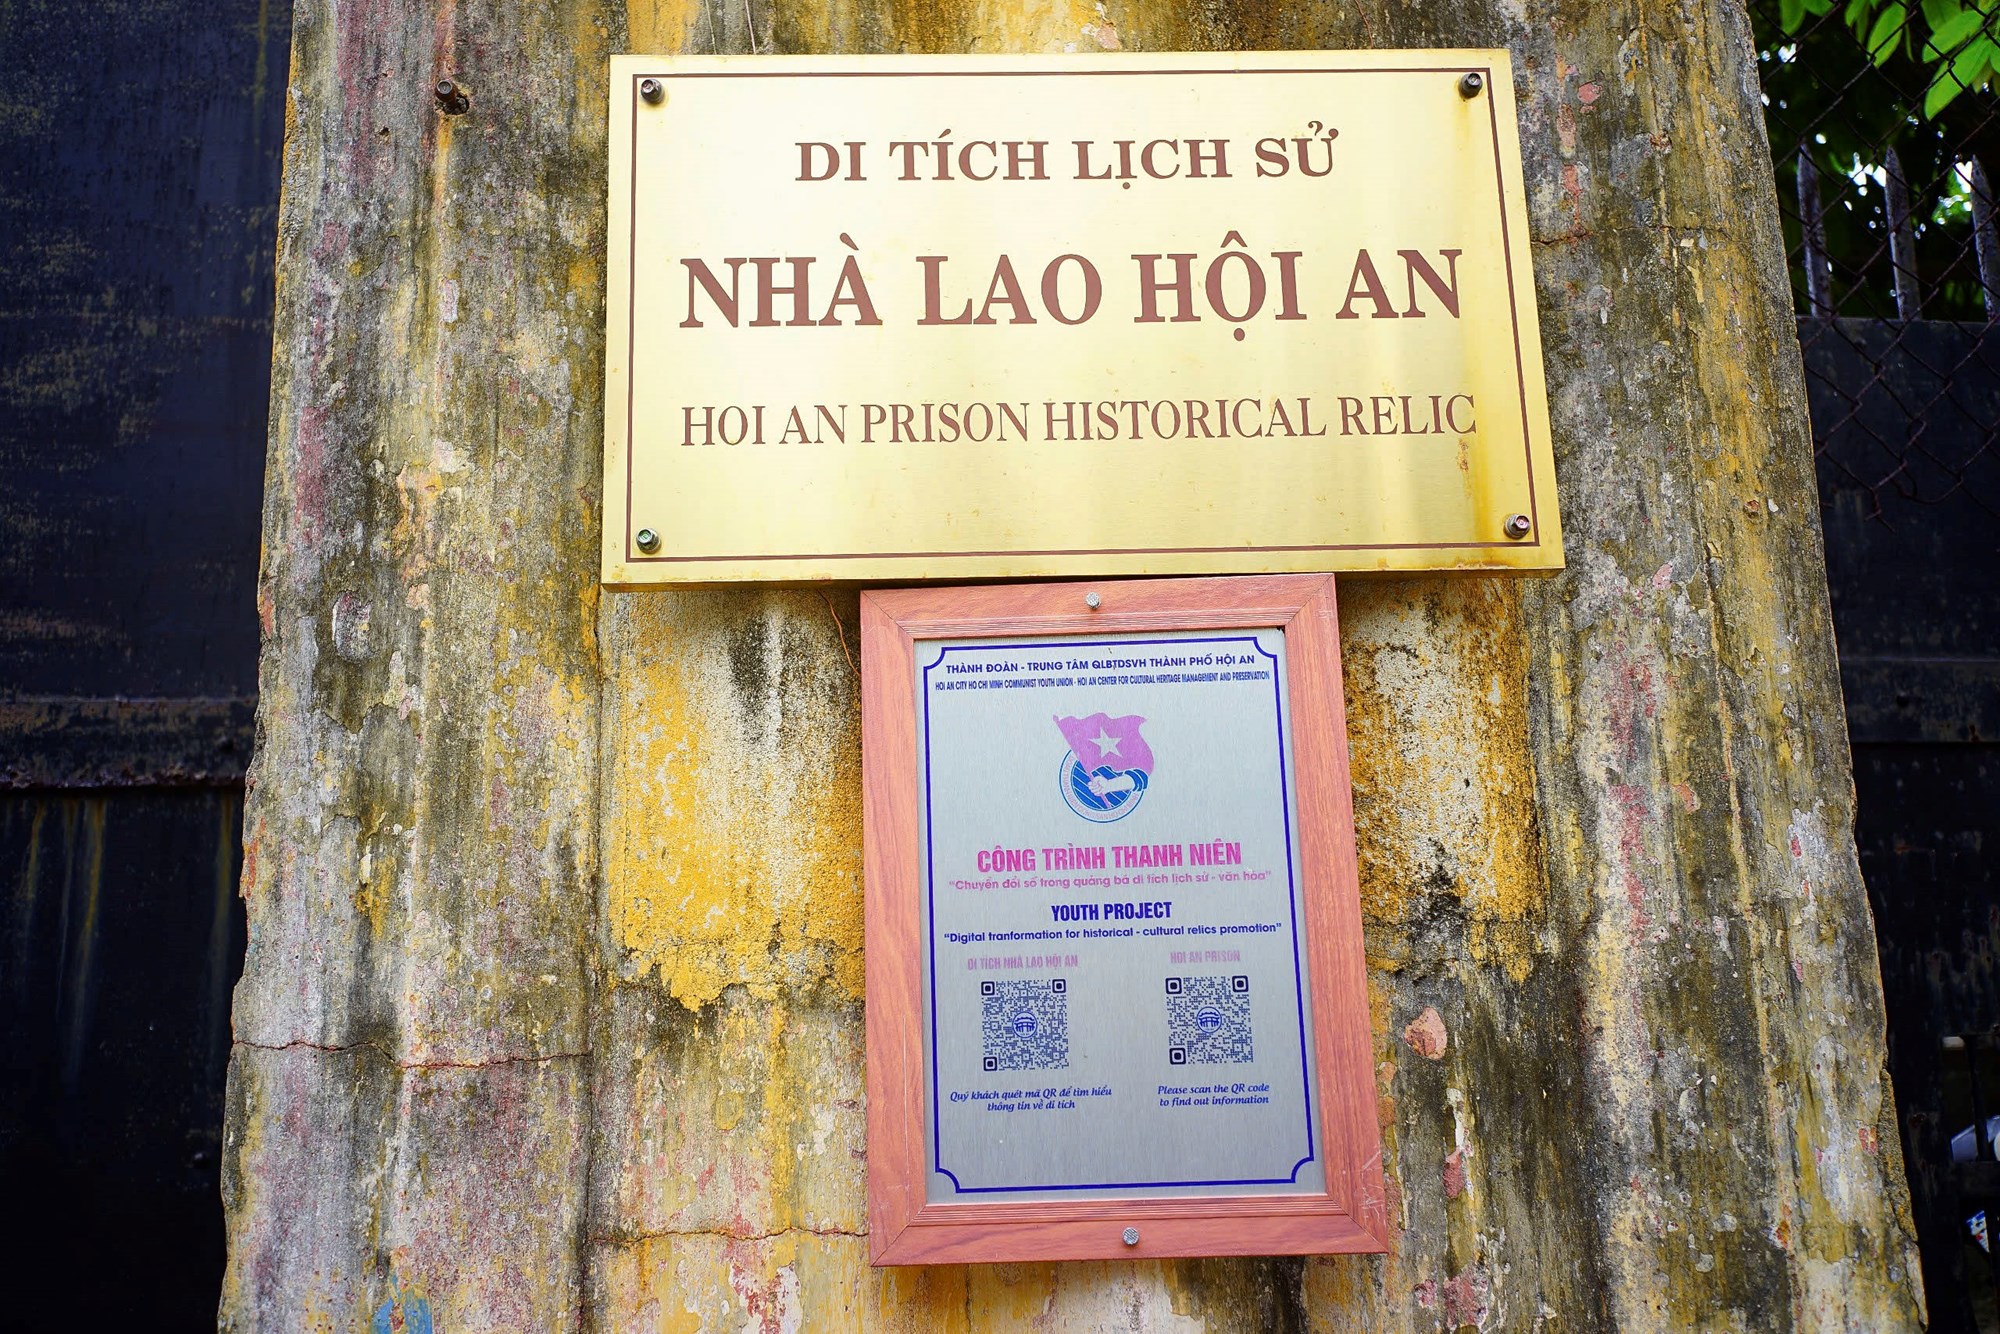 DI TÍCH LỊCH SỬ
NHÀ LAO HỘI AN
HOI AN PRISON HISTORICAL RELIC
THÀNH ĐOÀN - TRUNG TÂM QLBTDSVH THÀNH PHỐ HỘI AN
HOI AN CITY HO CHI MINH COMMUNIST YOUTH UNION - HOI AN CENTER FOR CULTURAL HERITAGE MANAGEMENT AND PRESERVATION
CÔNG TRÌNH THANH NIÊN
“Chuyển đổi số trong quảng bá di tích lịch sử - văn hóa”
YOUTH PROJECT
“Digital tranformation for historical - cultural relics promotion”
DI TÍCH NHÀ LAO HỘI AN
HOI AN PRISON
Quý khách quét mã QR để tìm hiểu
thông tin về di tích
Please scan the QR code
to find out information